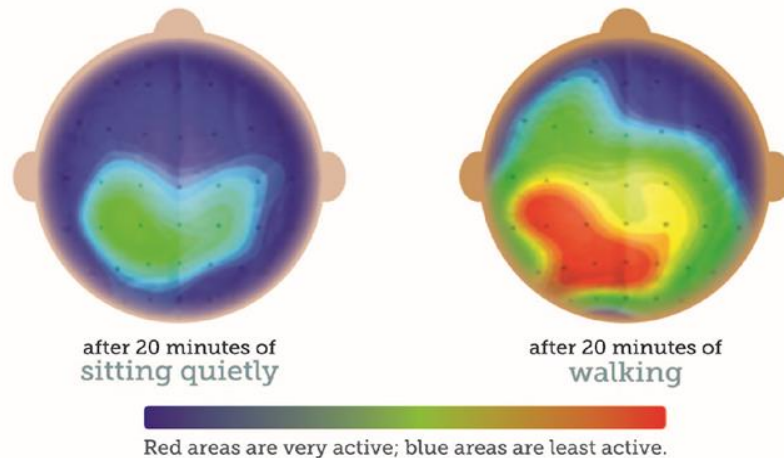 after 20 minutes of
sitting quietly
after 20 minutes of
walking
Red areas are very active; blue areas are least active.